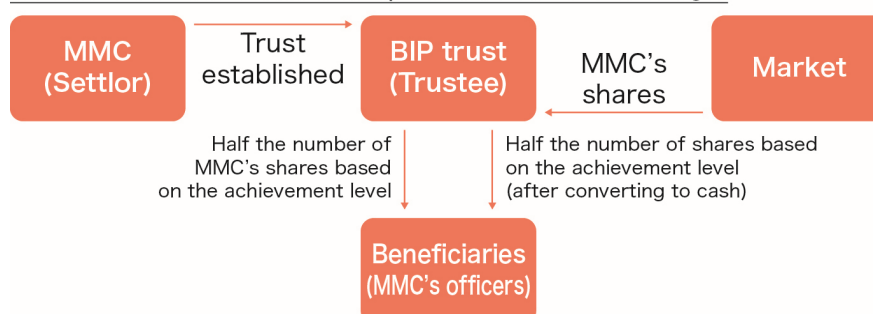 MMC
(Settlor)
Trust
established
BIP trust
(Trustee)
MMC’s
shares
Market
Half the number of
MMC’s shares based
on the achievement level
Half the number of shares based
on the achievement level
(after converting to cash)
Beneficiaries
(MMC’s officers)